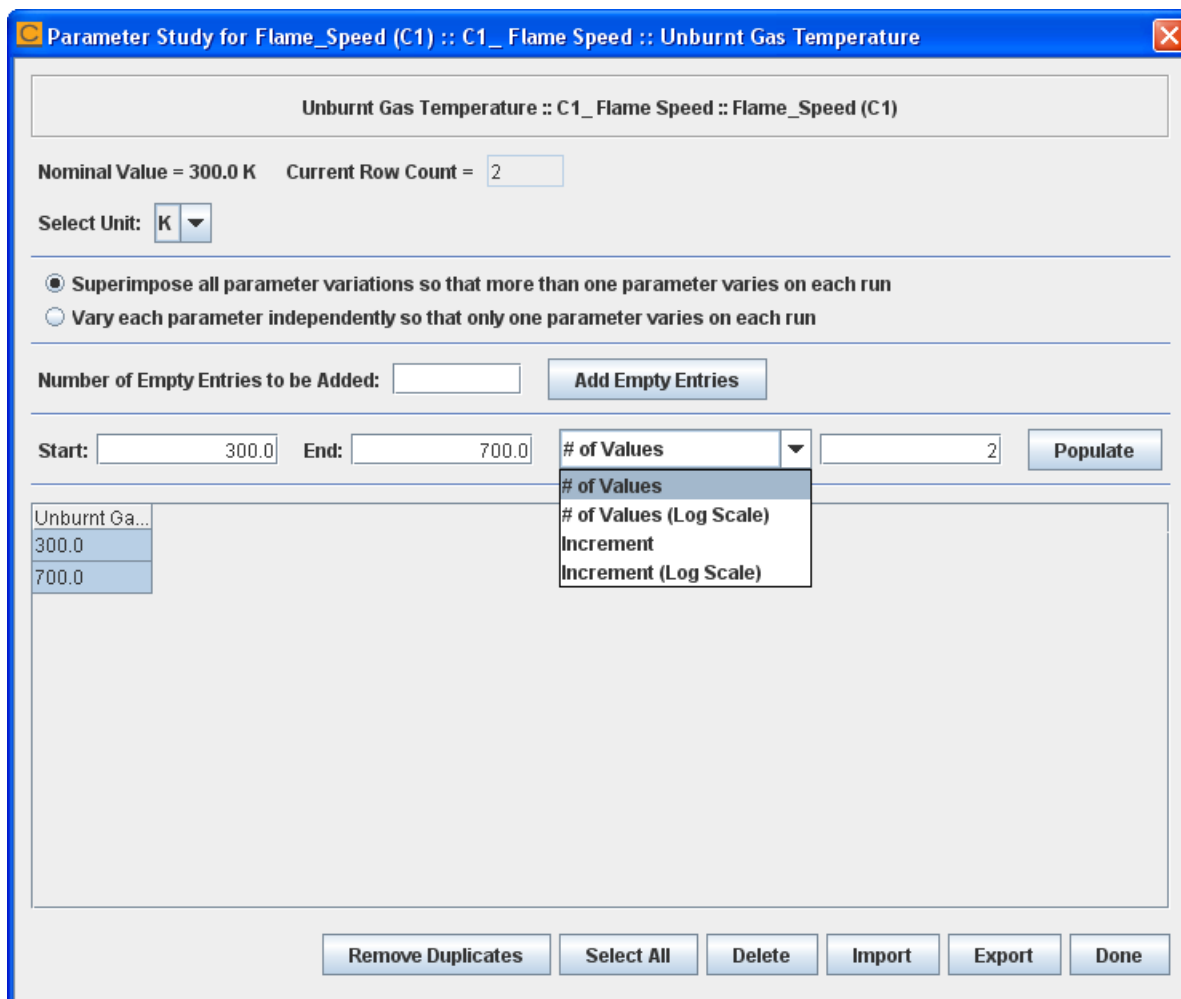 C Parameter Study for Flame_Speed (C1) :: C1_ Flame Speed :: Unburnt Gas Temperature
Unburnt Gas Temperature :: C1_ Flame Speed :: Flame_Speed (C1)
Nominal Value = 300.0 K Current Row Count = 2
Select Unit: K
Superimpose all parameter variations so that more than one parameter varies on each run
Vary each parameter independently so that only one parameter varies on each run
Number of Empty Entries to be Added: Add Empty Entries
Start: 300.0 End: 700.0 # of Values 2 Populate
# of Values
# of Values (Log Scale)
Increment
Increment (Log Scale)
Unburnt Ga...
300.0
700.0
Remove Duplicates Select All Delete Import Export Done